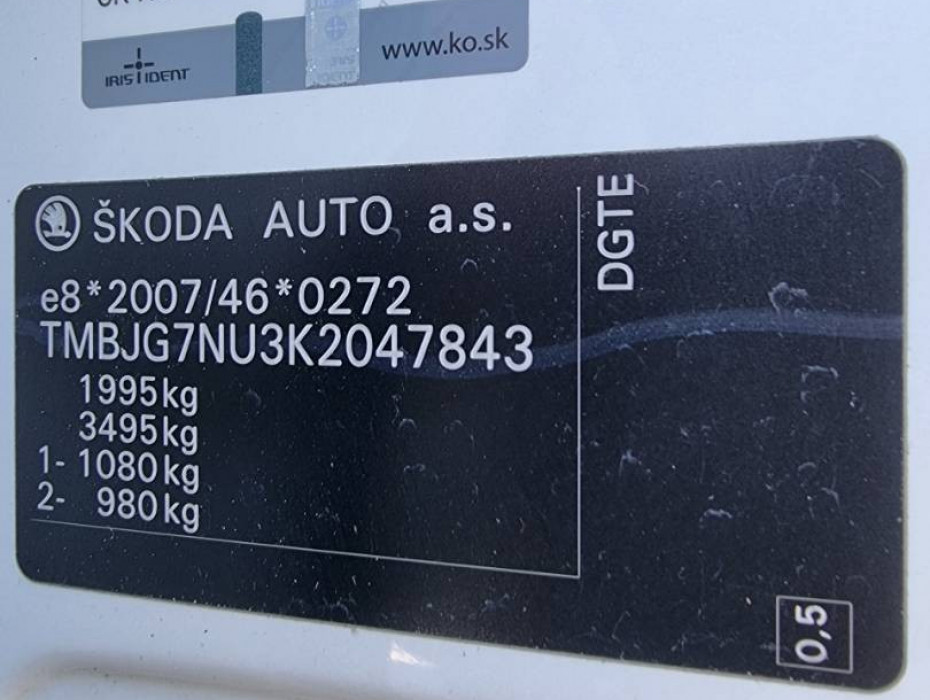 IRIS IDENT
www.ko.sk
ŠKODA AUTO a.s.
DGTE
e8*2007/46*0272
TMBJG7NU3K2047843
1995kg
3495kg
1- 1080kg
2- 980kg
0,5